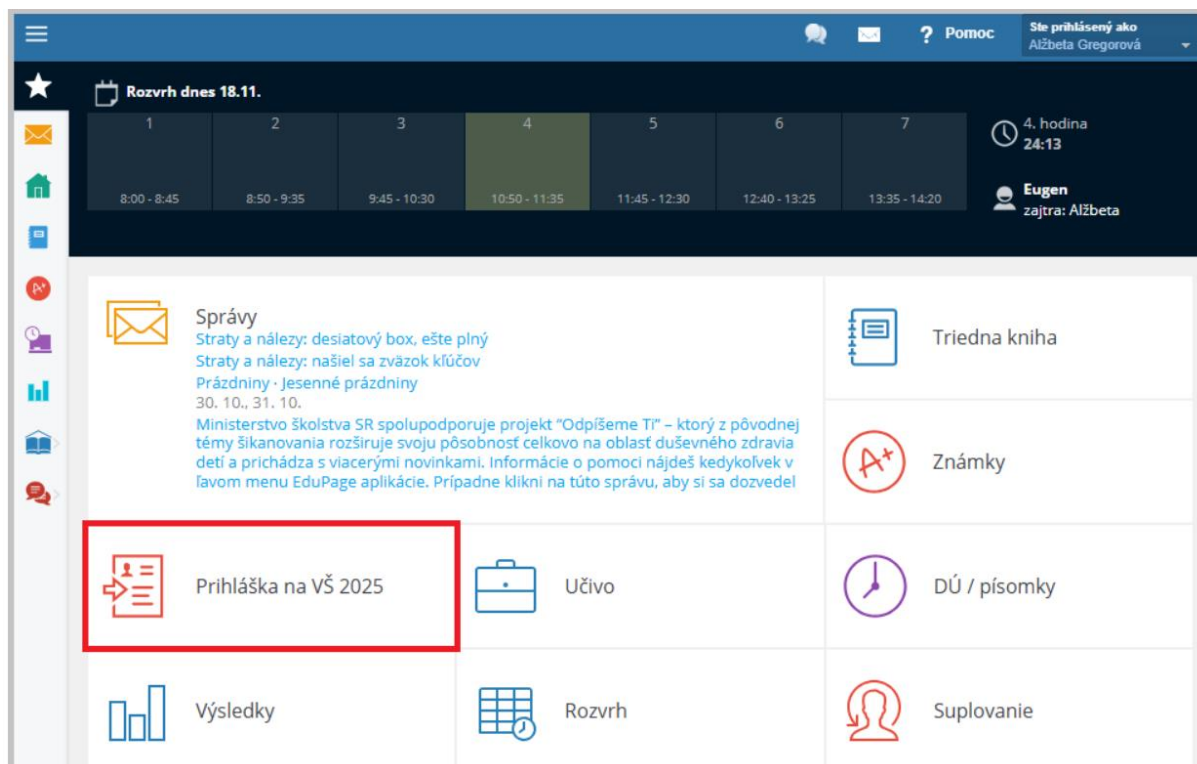 ? Pomoc
Ste prihlásený ako
Alžbeta Gregorová
Rozvrh dnes 18.11.
1 2 3 4 5 6 7
8:00 - 8:45 8:50 - 9:35 9:45 - 10:30 10:50 - 11:35 11:45 - 12:30 12:40 - 13:25 13:35 - 14:20
4. hodina
24:13
Eugen
zajtra: Alžbeta
Správy
Straty a nálezy: desiatový box, ešte plný
Straty a nálezy: našiel sa zväzok kľúčov
Prázdniny · Jesenné prázdniny
30. 10., 31. 10.
Ministerstvo školstva SR spolupodporuje projekt “Odpíšeme Ti” – ktorý z pôvodnej
témy šikanovania rozširuje svoju pôsobnosť celkovo na oblasť duševného zdravia
detí a prichádza s viacerými novinkami. Informácie o pomoci nájdeš kedykoľvek v
ľavom menu EduPage aplikácie. Prípadne klikni na túto správu, aby si sa dozvedel
Triedna kniha
A+
Známky
Prihláška na VŠ 2025
Učivo
DÚ / písomky
Výsledky
Rozvrh
Suplovanie